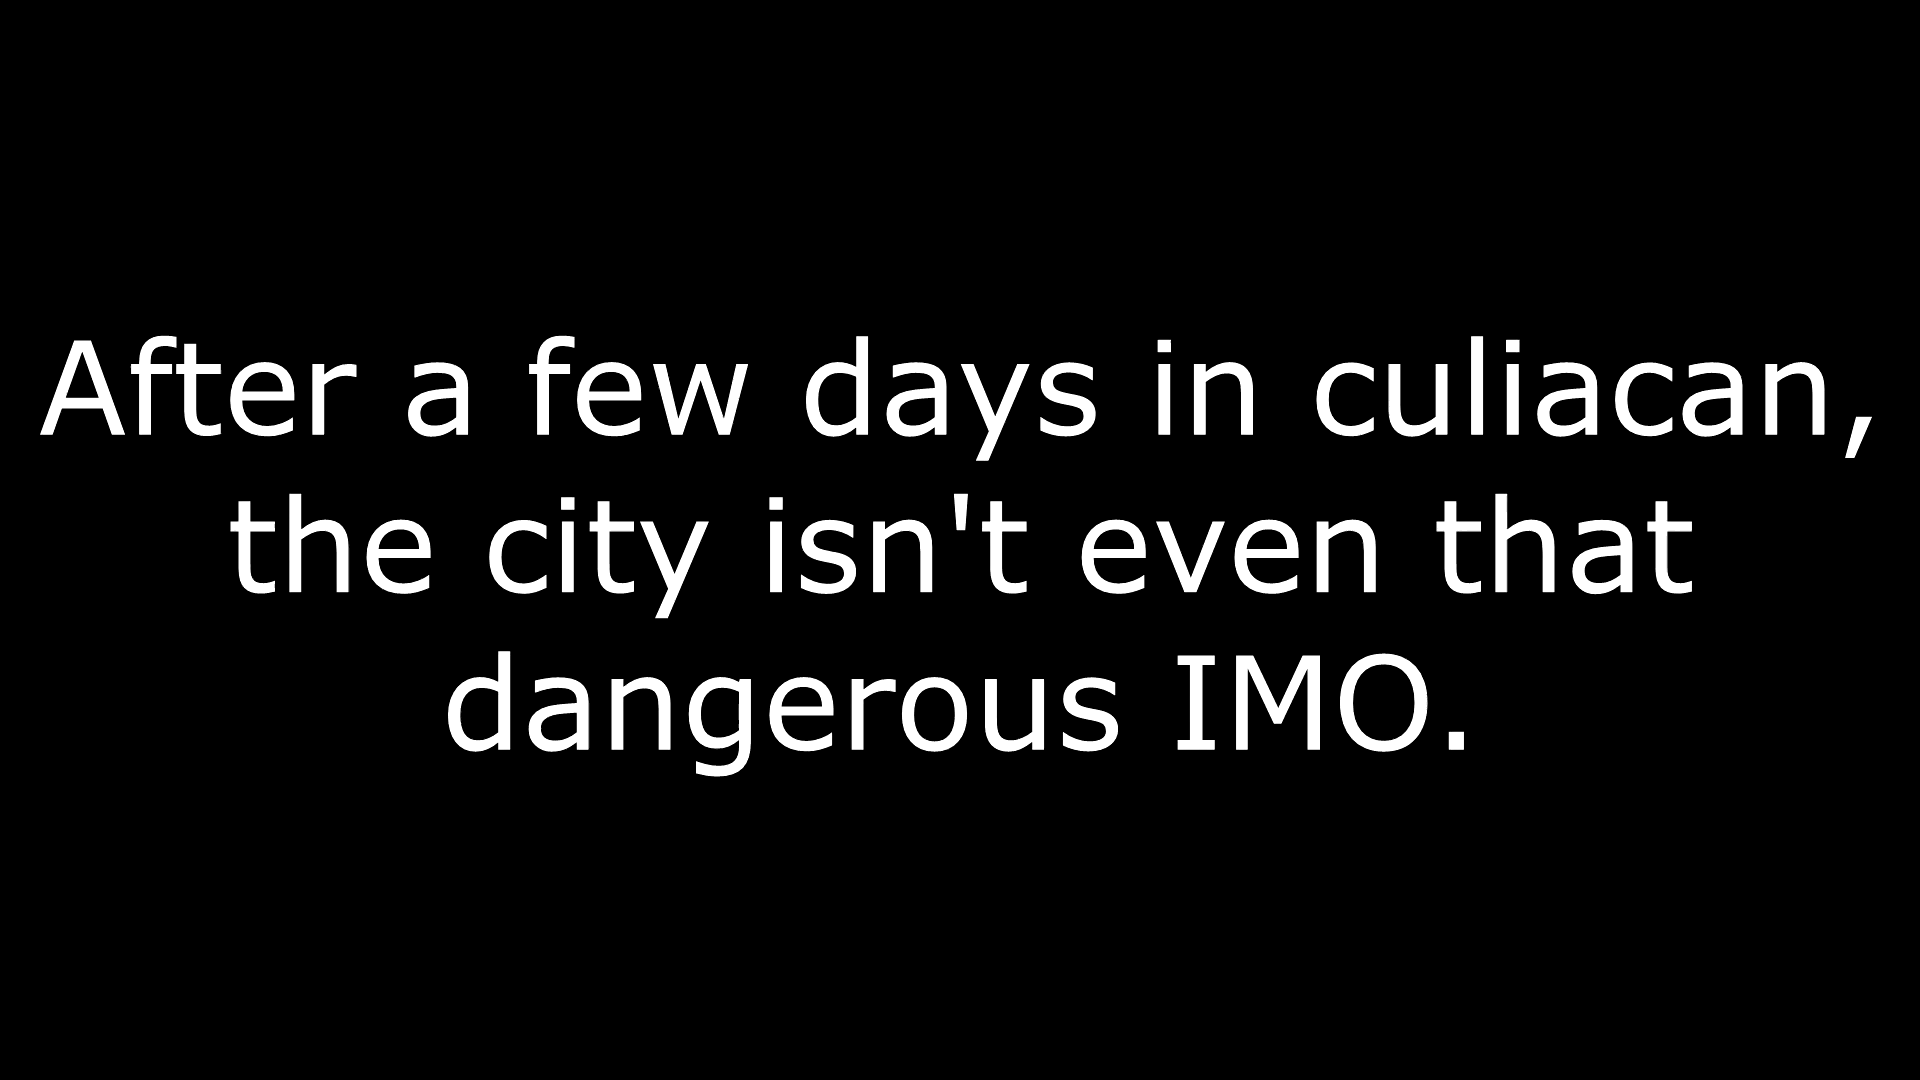 After a few days in culiacan,
the city isn't even that
dangerous IMO.